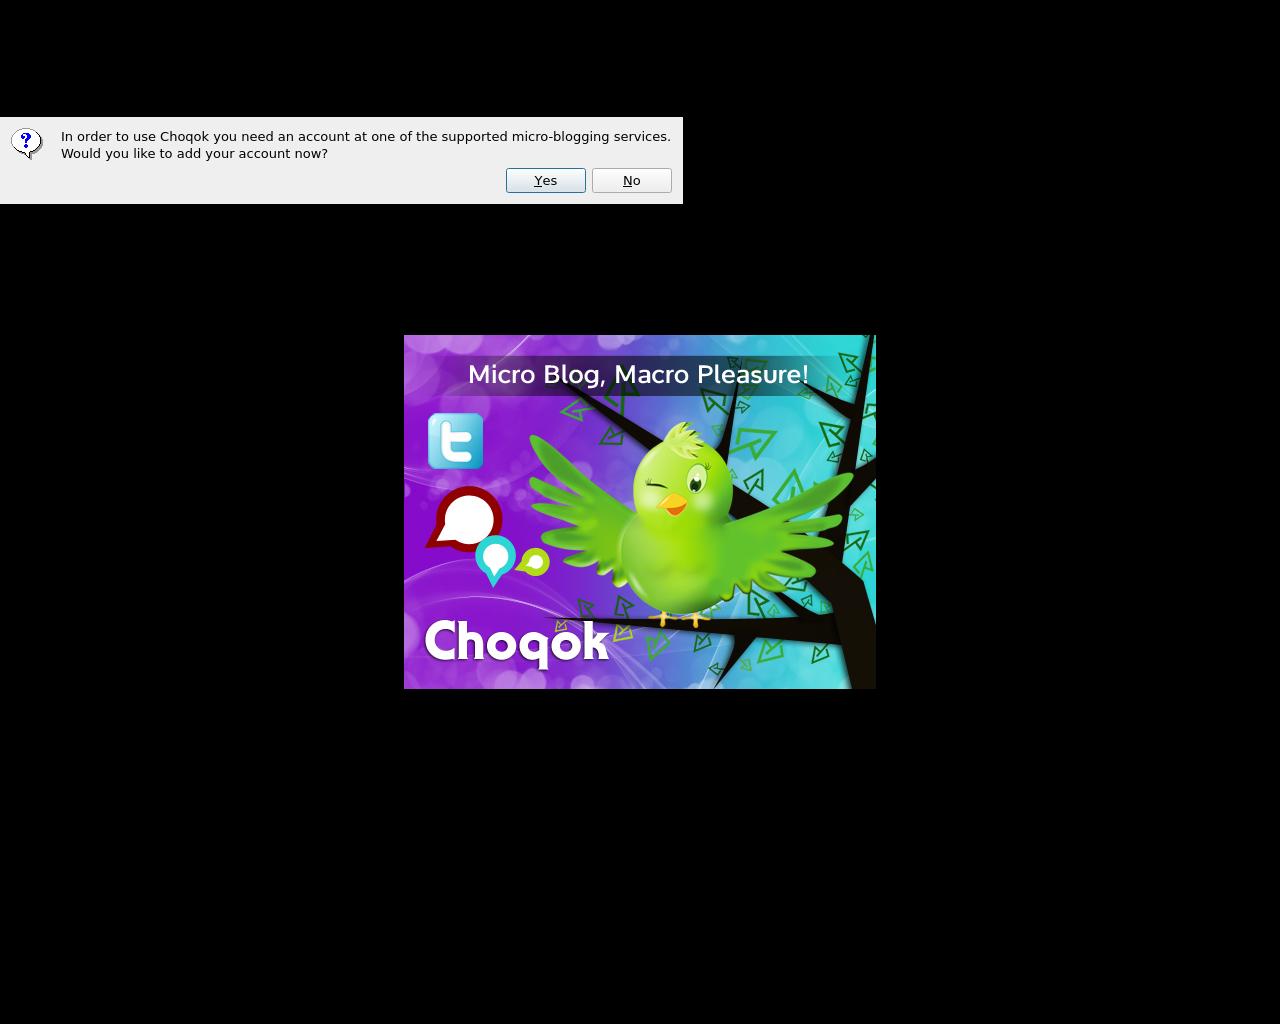 In order to use Choqok you need an account at one of the supported micro-blogging services.
Would you like to add your account now?
Yes
No
Micro Blog, Macro Pleasure!
t
Choqok